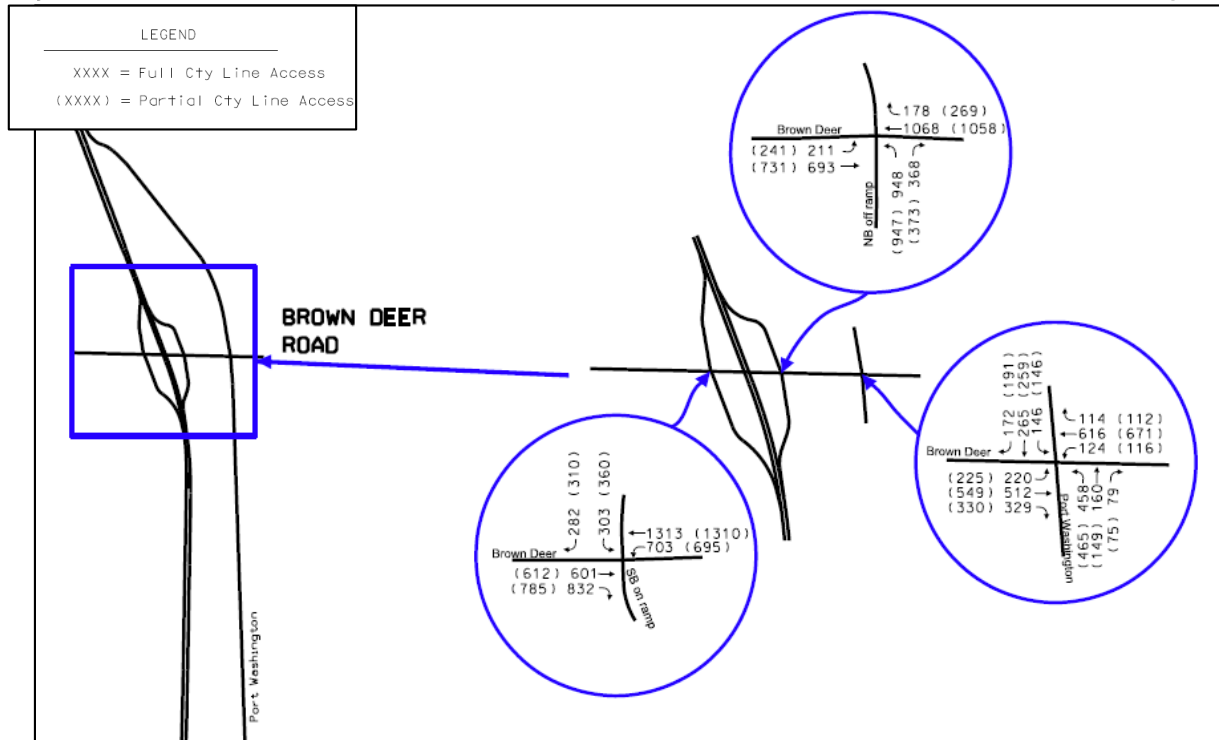 LEGEND
XXXX = Full Cty Line Access
(XXXX) = Partial Cty Line Access
BROWN DEER
ROAD
Port Washington
178 (269)
1068 (1058)
Brown Deer
(241) 211
(731) 693
NB off ramp
(947) 948
(373) 368
172 (191)
265 (259)
146 (146)
114 (112)
616 (671)
124 (116)
Brown Deer
(225) 220
(549) 512
(330) 329
Port Washington
(465) 458
(149) 160
(75) 79
282 (310)
303 (360)
1313 (1310)
703 (695)
Brown Deer
(612) 601
(785) 832
SB on ramp